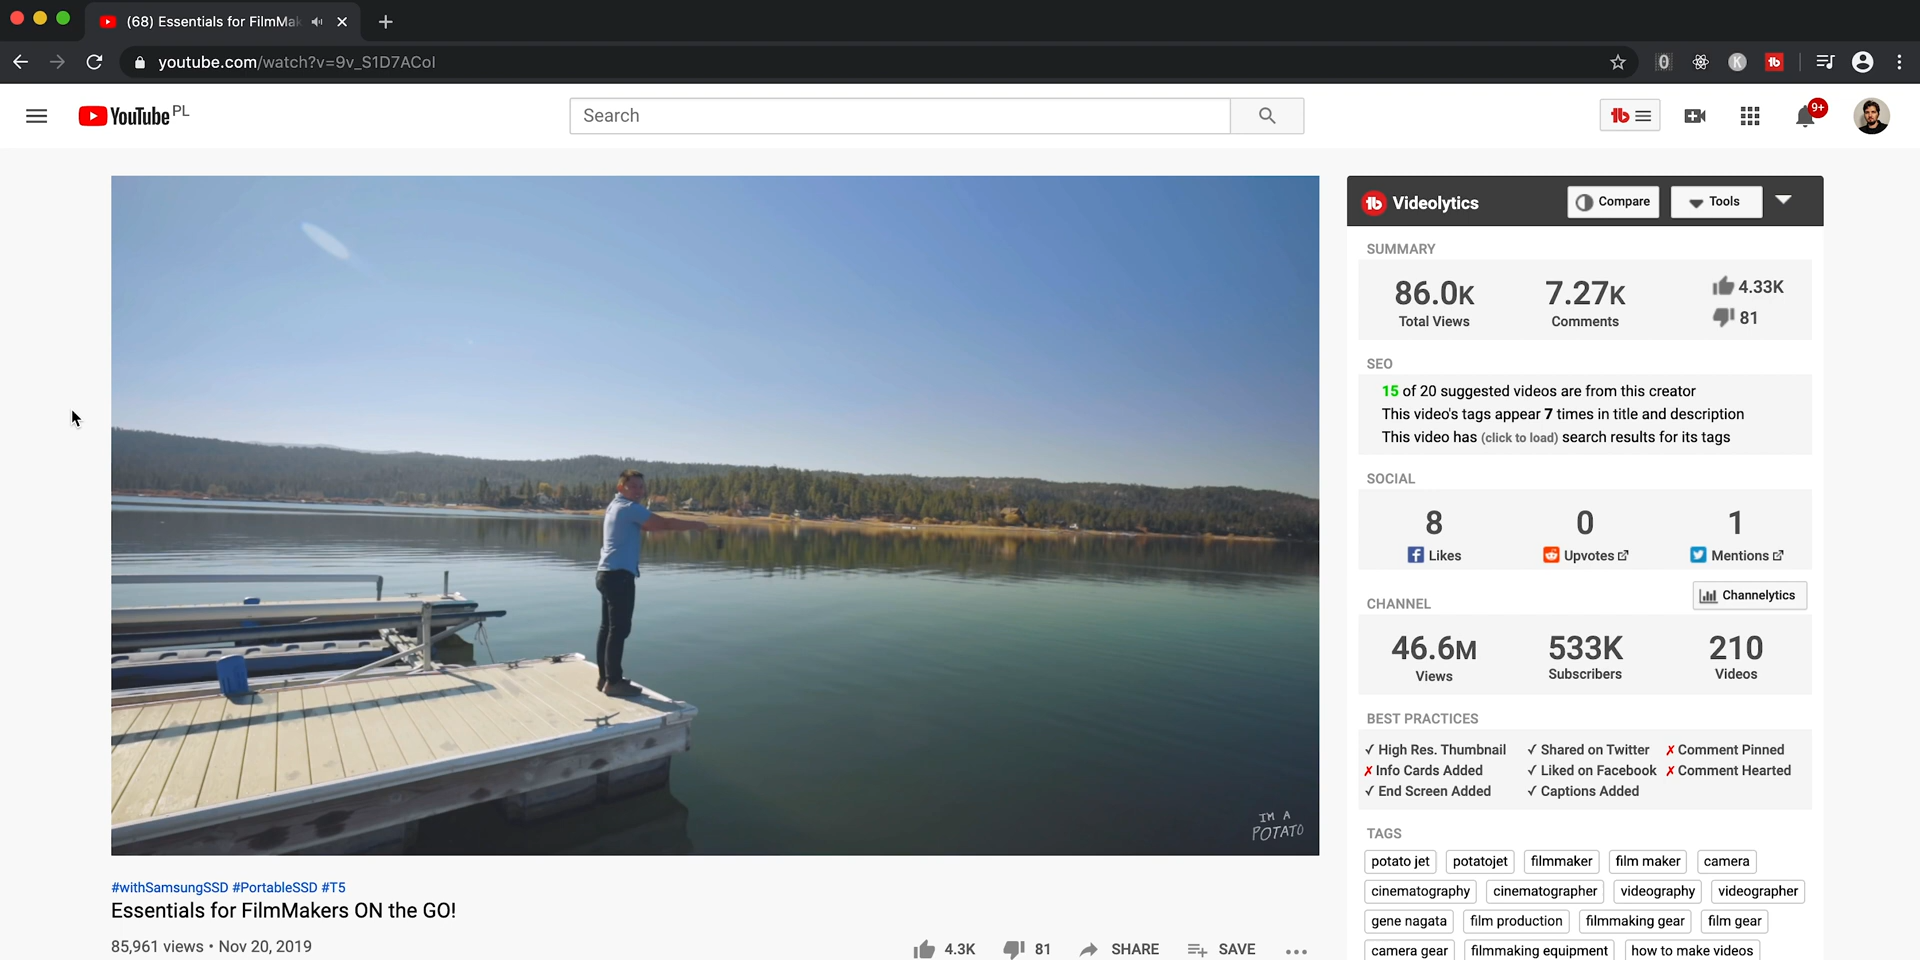 (68) Essentials for FilmMak
youtube.com/watch?v=9v_S1D7ACoI
YouTube PL
Search
9+
IM A
POTATO
#withSamsungSSD #PortableSSD #T5
Essentials for FilmMakers ON the GO!
85,961 views • Nov 20, 2019
4.3K 81 SHARE SAVE
Videolytics Compare Tools
SUMMARY
86.0K 7.27K 4.33K
Total Views Comments 81
SEO
15 of 20 suggested videos are from this creator
This video's tags appear 7 times in title and description
This video has (click to load) search results for its tags
SOCIAL
8 0 1
Likes Upvotes Mentions
CHANNEL Channelytics
46.6M 533K 210
Views Subscribers Videos
BEST PRACTICES
✓ High Res. Thumbnail ✓ Shared on Twitter ✗ Comment Pinned
✗ Info Cards Added ✓ Liked on Facebook ✗ Comment Hearted
✓ End Screen Added ✓ Captions Added
TAGS
potato jet potatojet filmmaker film maker camera
cinematography cinematographer videography videographer
gene nagata film production filmmaking gear film gear
camera gear filmmaking equipment how to make videos